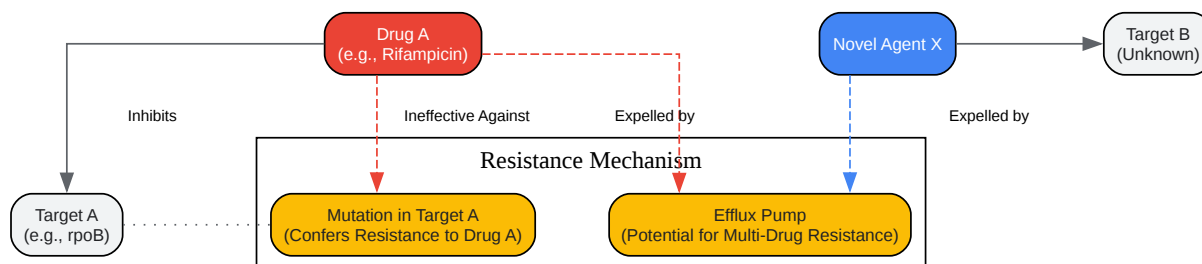 Drug A
(e.g., Rifampicin)
Novel Agent X
Target B
(Unknown)
Inhibits
Ineffective Against
Expelled by
Expelled by
Resistance Mechanism
Target A
(e.g., rpoB)
Mutation in Target A
(Confers Resistance to Drug A)
Efflux Pump
(Potential for Multi-Drug Resistance)